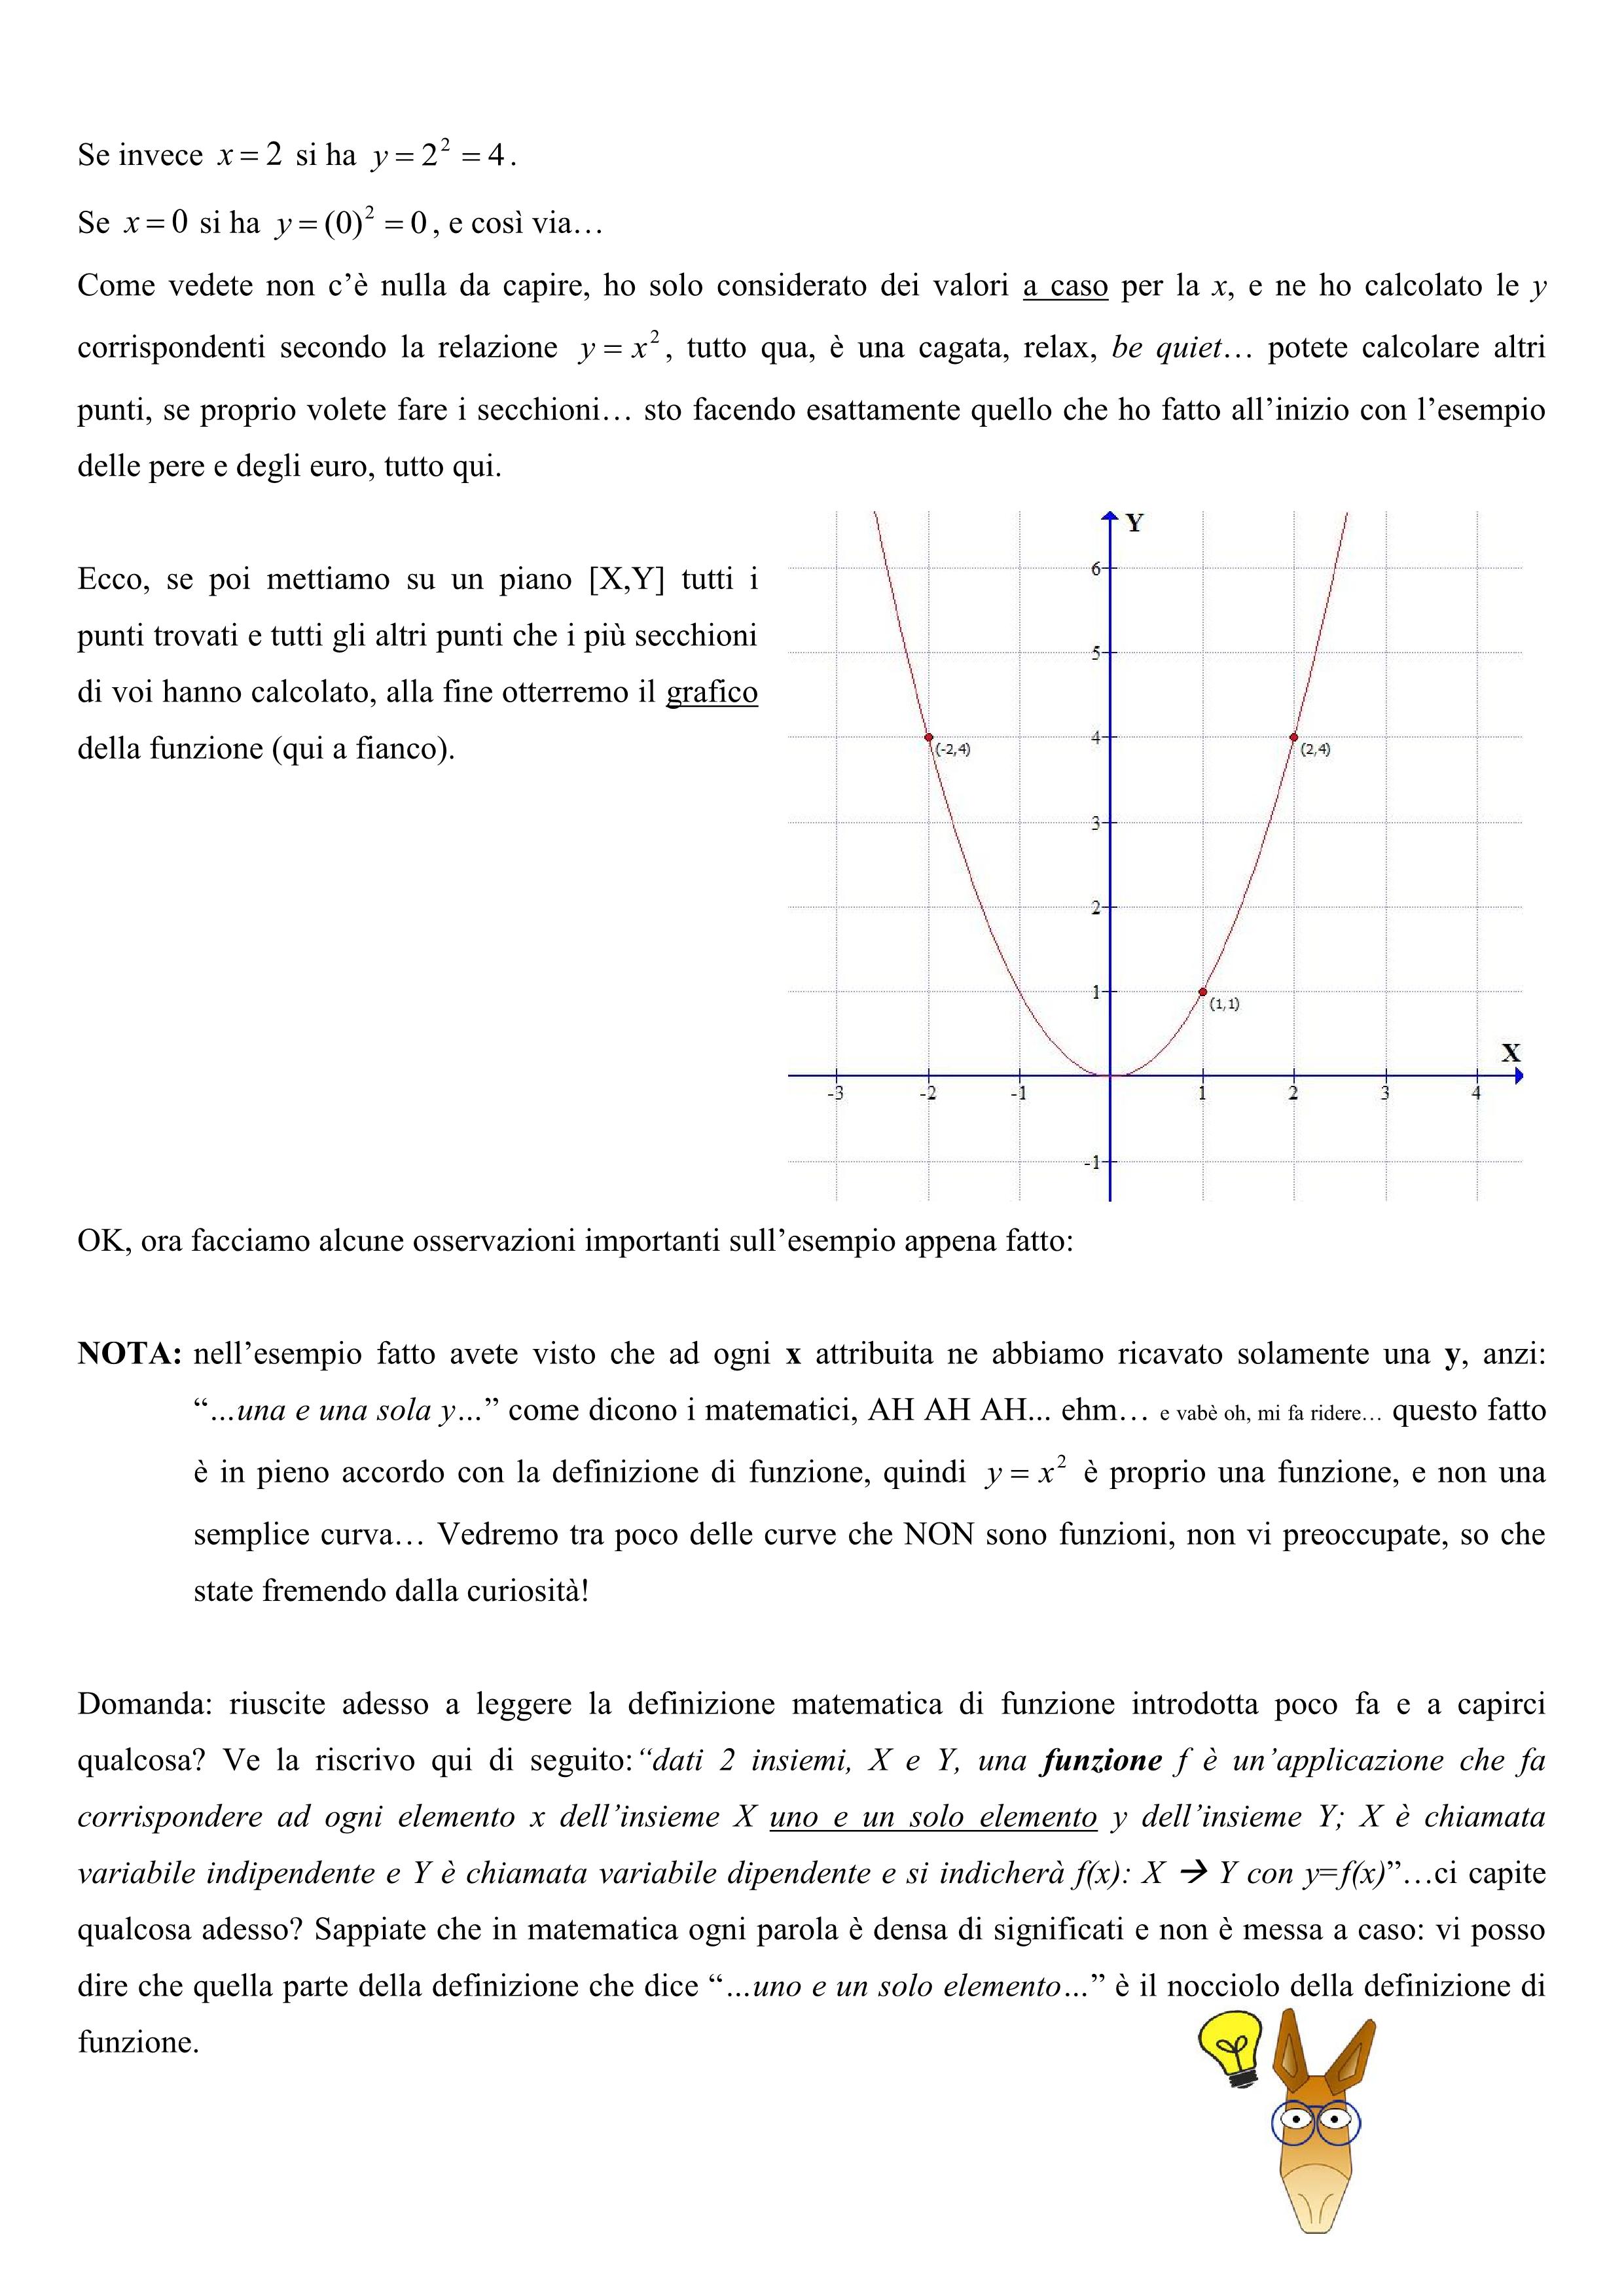 Se invece x = 2 si ha y = 2² = 4.
Se x = 0 si ha y = (0)² = 0, e così via…
Come vedete non c’è nulla da capire, ho solo considerato dei valori a caso per la x, e ne ho calcolato le y
corrispondenti secondo la relazione y = x², tutto qua, è una cagata, relax, be quiet… potete calcolare altri
punti, se proprio volete fare i secchioni… sto facendo esattamente quello che ho fatto all’inizio con l’esempio
delle pere e degli euro, tutto qui.
Ecco, se poi mettiamo su un piano [X,Y] tutti i
punti trovati e tutti gli altri punti che i più secchioni
di voi hanno calcolato, alla fine otterremo il grafico
della funzione (qui a fianco).
Y
6
5
4
(-2,4)
(2,4)
3
2
1
(1,1)
X
-3 -2 -1 1 2 3 4
-1
OK, ora facciamo alcune osservazioni importanti sull’esempio appena fatto:
NOTA: nell’esempio fatto avete visto che ad ogni x attribuita ne abbiamo ricavato solamente una y, anzi:
“…una e una sola y…” come dicono i matematici, AH AH AH... ehm… e vabè oh, mi fa ridere… questo fatto
è in pieno accordo con la definizione di funzione, quindi y = x² è proprio una funzione, e non una
semplice curva… Vedremo tra poco delle curve che NON sono funzioni, non vi preoccupate, so che
state fremendo dalla curiosità!
Domanda: riuscite adesso a leggere la definizione matematica di funzione introdotta poco fa e a capirci
qualcosa? Ve la riscrivo qui di seguito:“dati 2 insiemi, X e Y, una funzione f è un’applicazione che fa
corrispondere ad ogni elemento x dell’insieme X uno e un solo elemento y dell’insieme Y; X è chiamata
variabile indipendente e Y è chiamata variabile dipendente e si indicherà f(x): X → Y con y=f(x)”…ci capite
qualcosa adesso? Sappiate che in matematica ogni parola è densa di significati e non è messa a caso: vi posso
dire che quella parte della definizione che dice “…uno e un solo elemento…” è il nocciolo della definizione di
funzione.